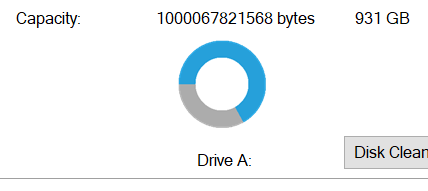 Capacity: 1000067821568 bytes 931 GB
Drive A:
Disk Clean